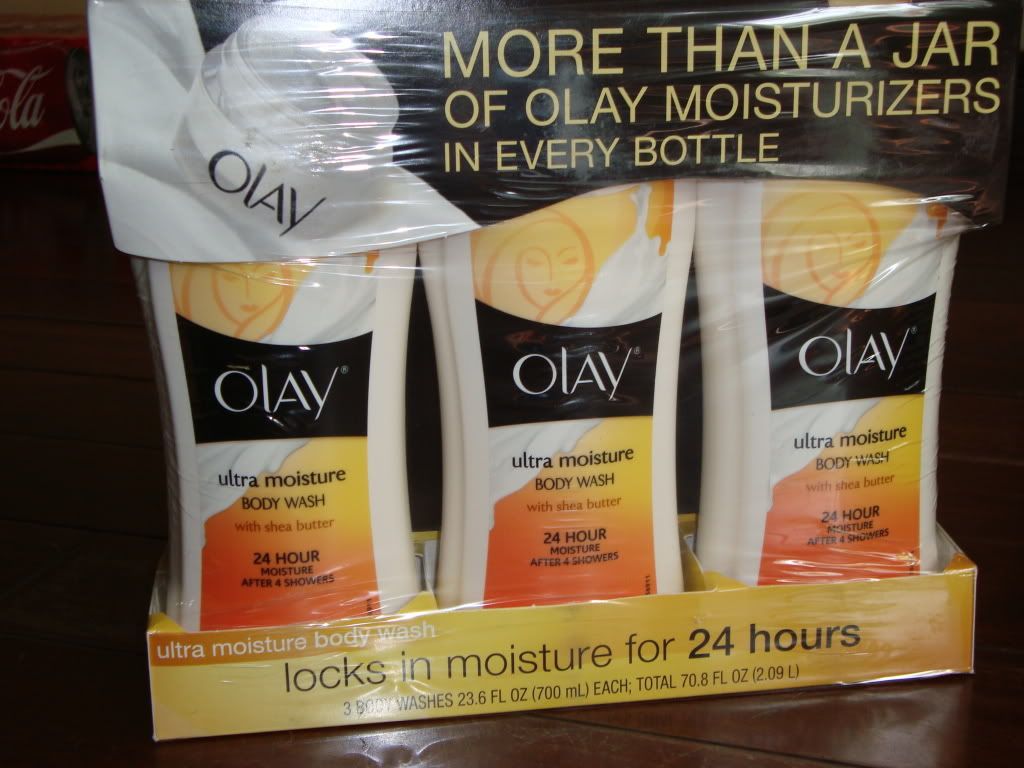 Cola
MORE THAN A JAR
OF OLAY MOISTURIZERS
IN EVERY BOTTLE
OLAY
OLAY®
ultra moisture
BODY WASH
with shea butter
24 HOUR
MOISTURE
AFTER 4 SHOWERS
OLAY®
ultra moisture
BODY WASH
with shea butter
24 HOUR
MOISTURE
AFTER 4 SHOWERS
OLAY®
ultra moisture
BODY WASH
with shea butter
24 HOUR
MOISTURE
AFTER 4 SHOWERS
ultra moisture body wash
locks in moisture for 24 hours
3 BODY WASHES 23.6 FL OZ (700 mL) EACH; TOTAL 70.8 FL OZ (2.09 L)